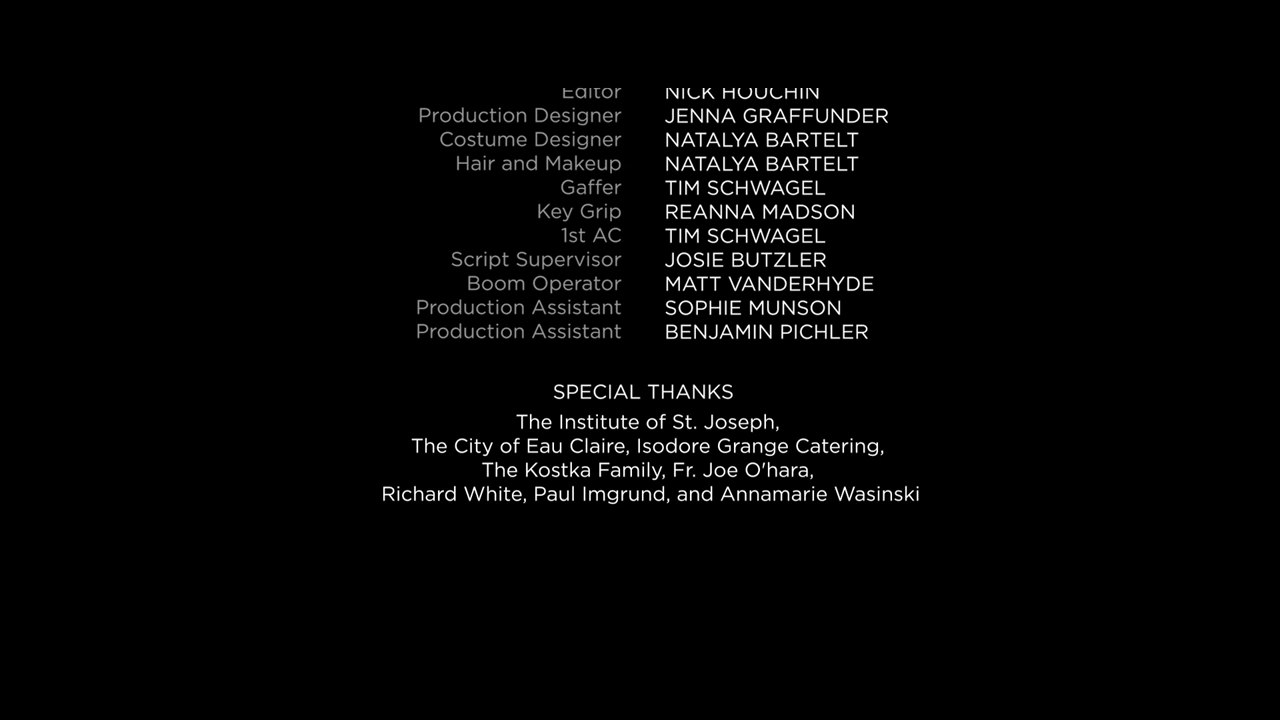 Editor NICK HOUCHIN
Production Designer JENNA GRAFFUNDER
Costume Designer NATALYA BARTELT
Hair and Makeup NATALYA BARTELT
Gaffer TIM SCHWAGEL
Key Grip REANNA MADSON
1st AC TIM SCHWAGEL
Script Supervisor JOSIE BUTZLER
Boom Operator MATT VANDERHYDE
Production Assistant SOPHIE MUNSON
Production Assistant BENJAMIN PICHLER
SPECIAL THANKS
The Institute of St. Joseph,
The City of Eau Claire, Isodore Grange Catering,
The Kostka Family, Fr. Joe O'hara,
Richard White, Paul Imgrund, and Annamarie Wasinski